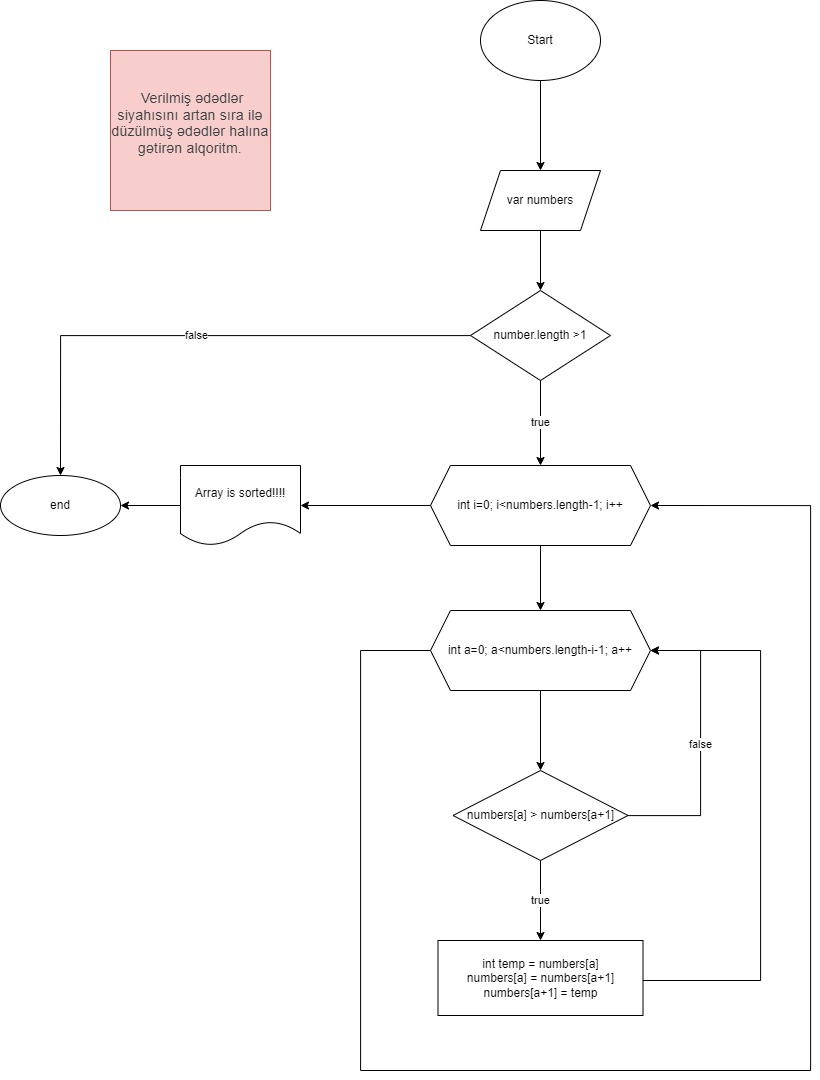 Start
Verilmiş ədədlər
siyahısını artan sıra ilə
düzülmüş ədədlər halına
gətirən alqoritm.
var numbers
number.length >1
false
true
int i=0; i<numbers.length-1; i++
Array is sorted!!!!
end
int a=0; a<numbers.length-i-1; a++
false
numbers[a] > numbers[a+1]
true
int temp = numbers[a]
numbers[a] = numbers[a+1]
numbers[a+1] = temp